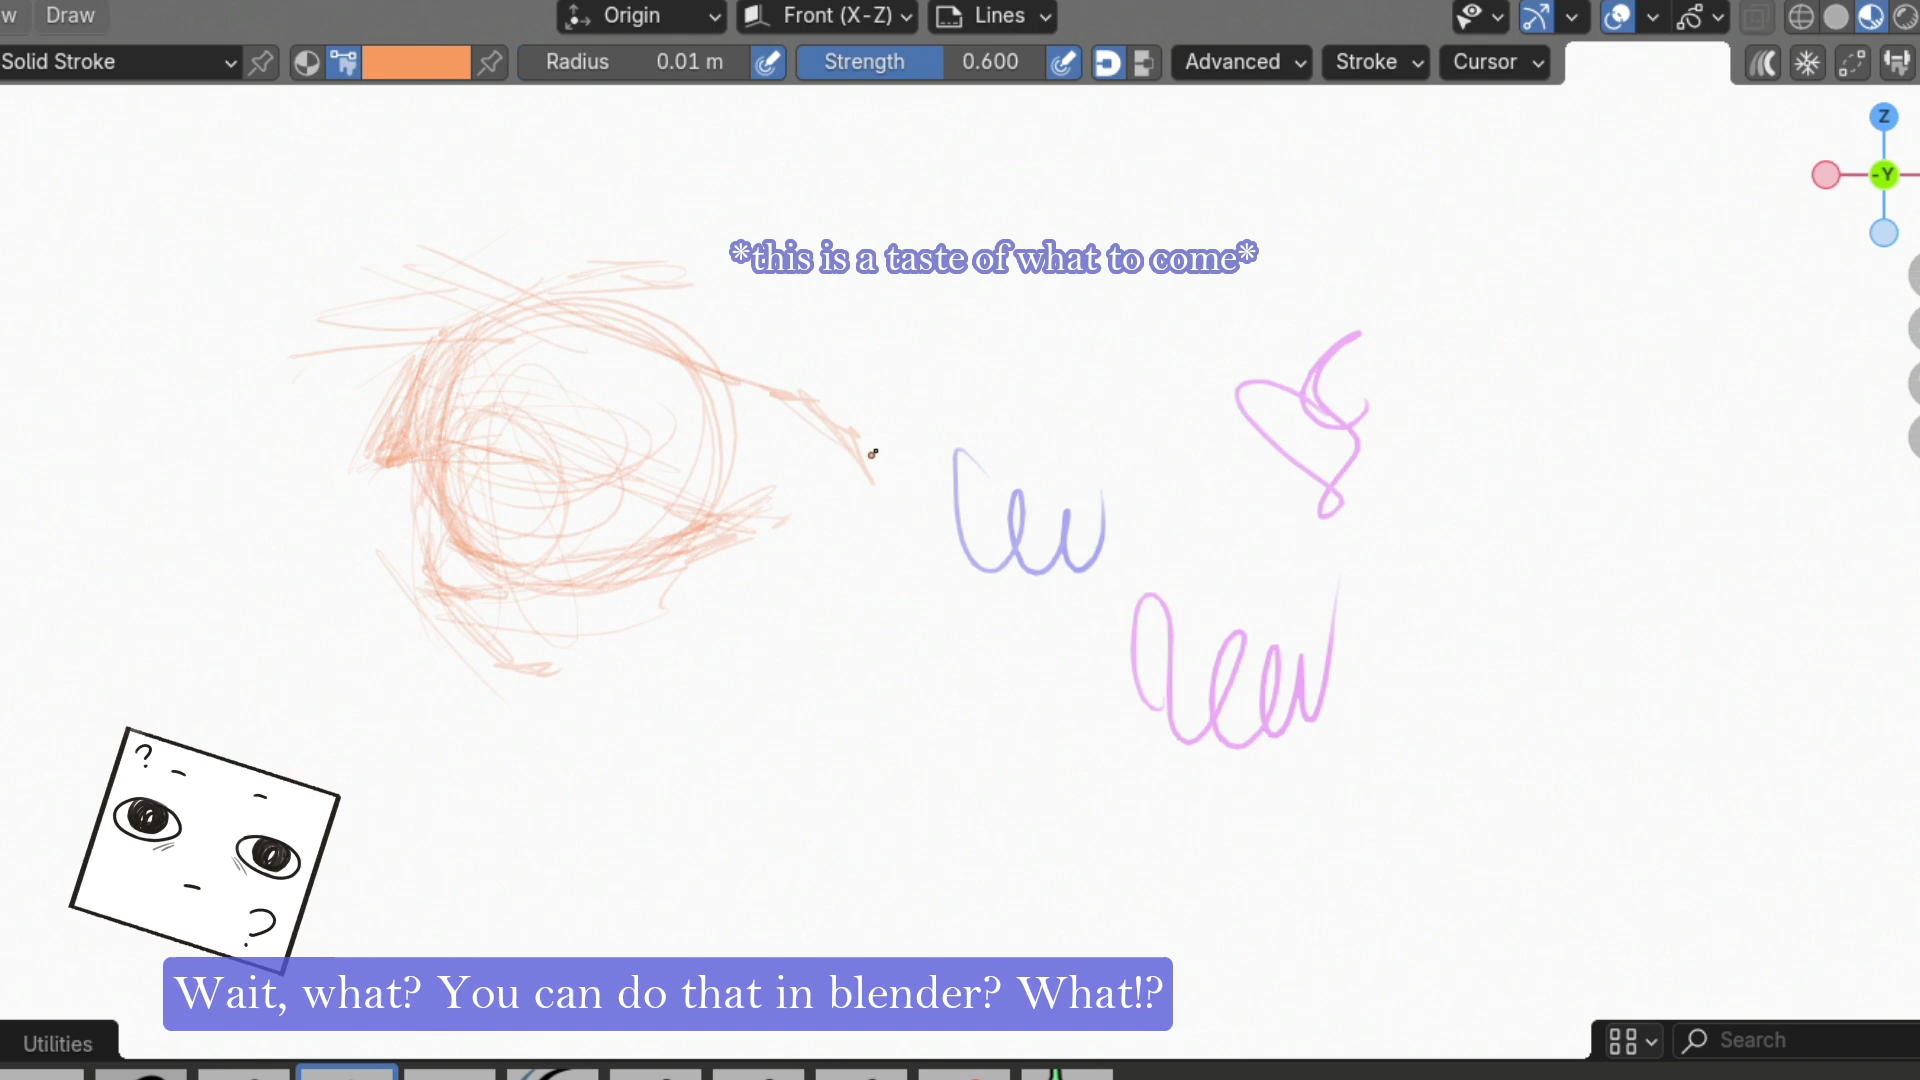 w Draw Origin Front (X-Z) Lines
Solid Stroke Radius 0.01 m Strength 0.600 Advanced Stroke Cursor
Z
-Y
*this is a taste of what to come*
?
?
Wait, what? You can do that in blender? What!?
Utilities Search